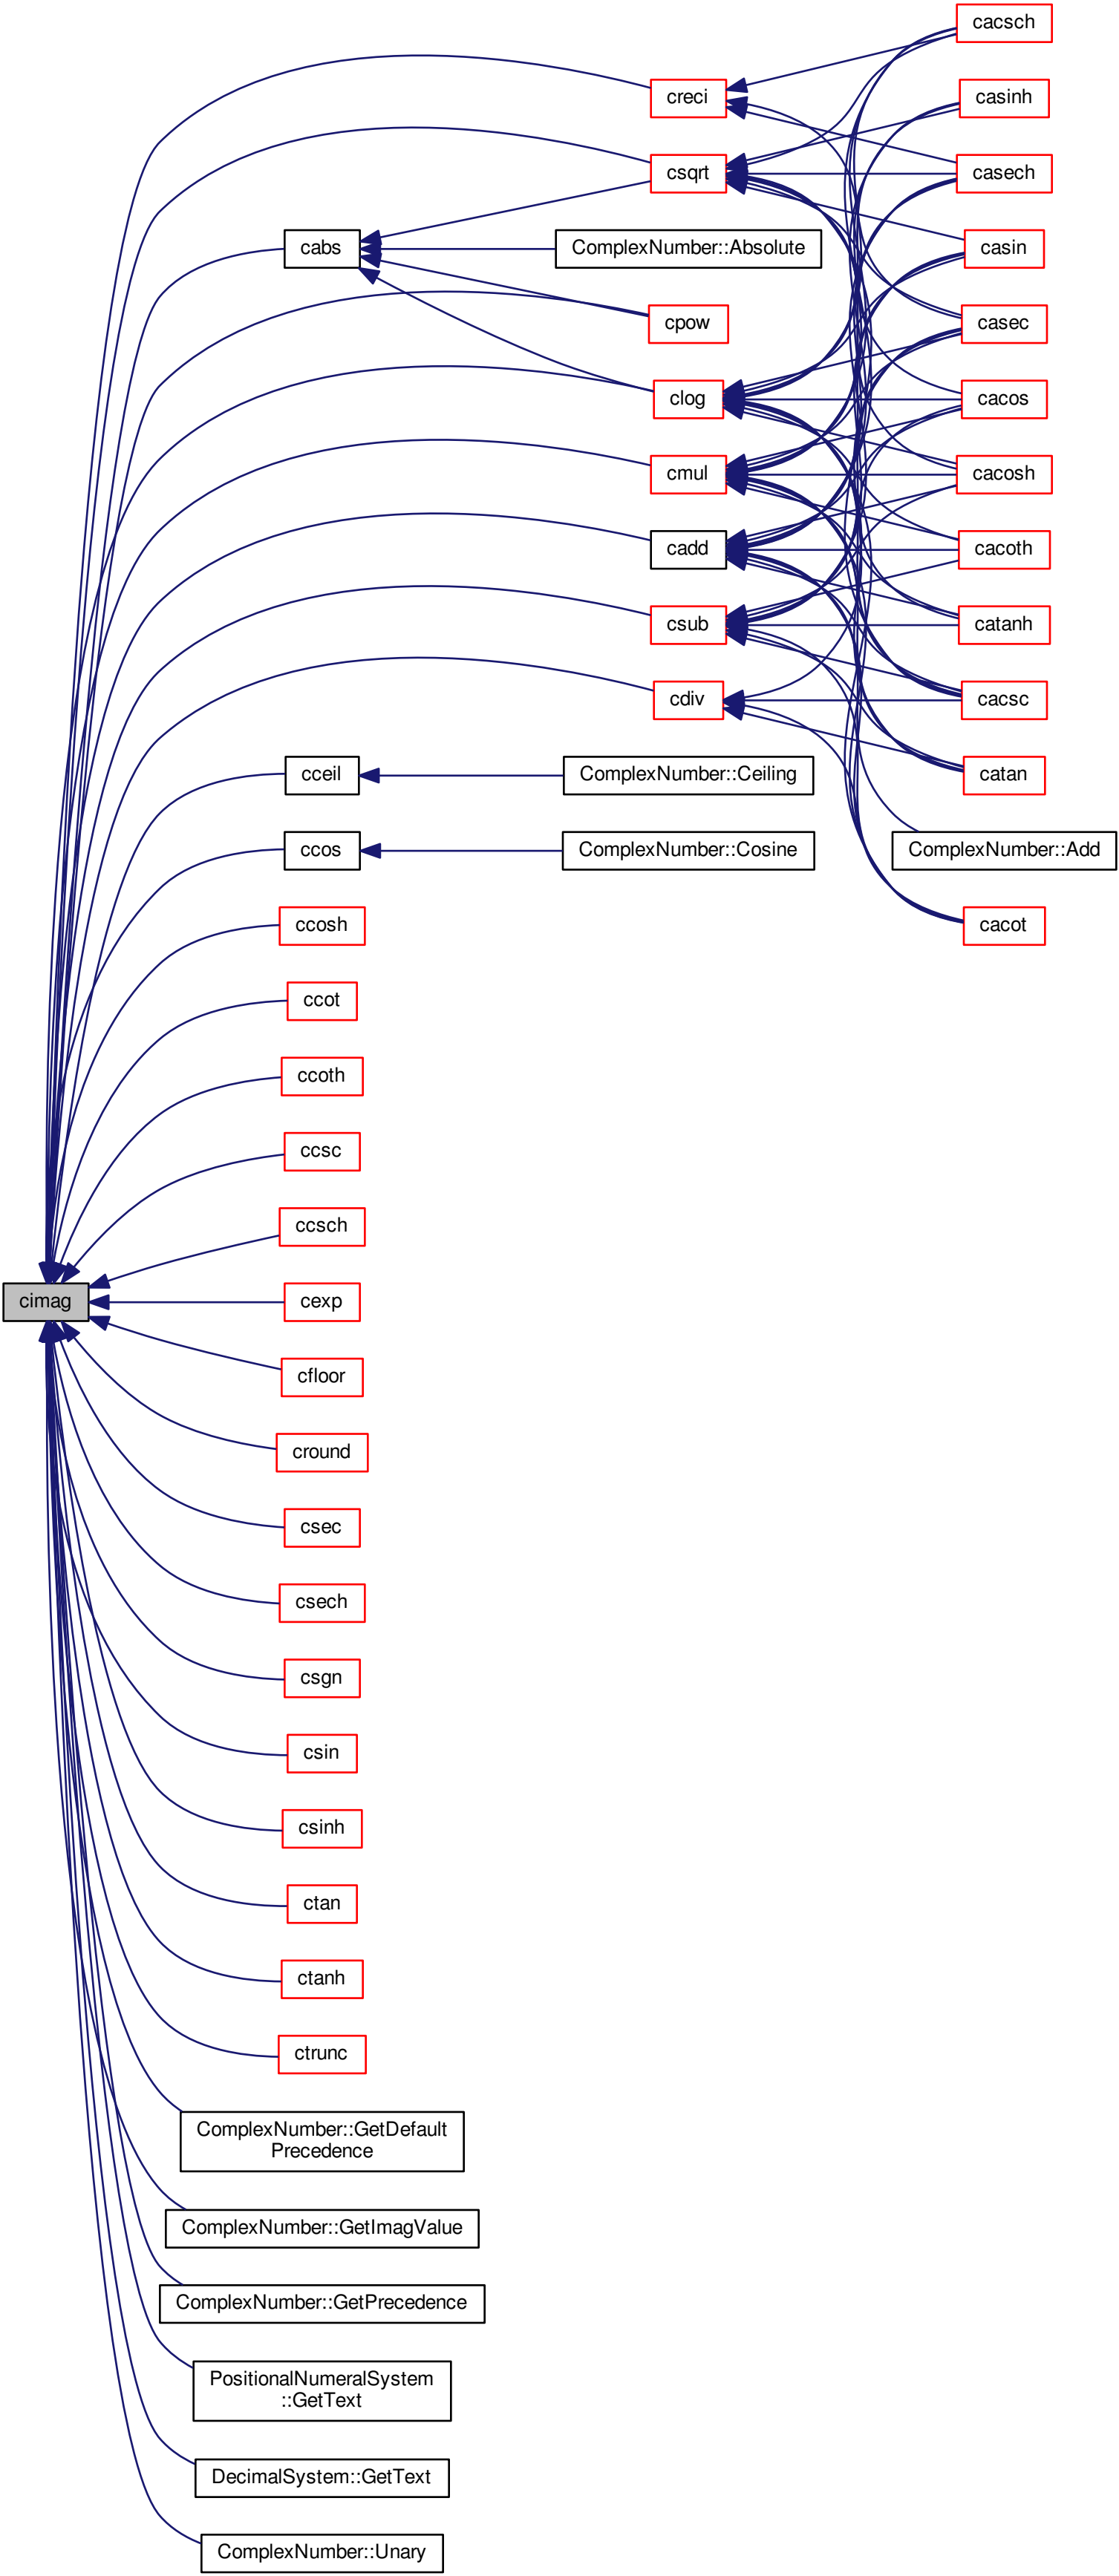 cacsch
creci
casinh
csqrt
casech
cabs
ComplexNumber::Absolute
casin
cpow
casec
clog
cacos
cmul
cacosh
cadd
cacoth
csub
catanh
cdiv
cacsc
cceil
ComplexNumber::Ceiling
catan
ccos
ComplexNumber::Cosine
ComplexNumber::Add
ccosh
cacot
ccot
ccoth
ccsc
ccsch
cimag
cexp
cfloor
cround
csec
csech
csgn
csin
csinh
ctan
ctanh
ctrunc
ComplexNumber::GetDefault
Precedence
ComplexNumber::GetImagValue
ComplexNumber::GetPrecedence
PositionalNumeralSystem
::GetText
DecimalSystem::GetText
ComplexNumber::Unary